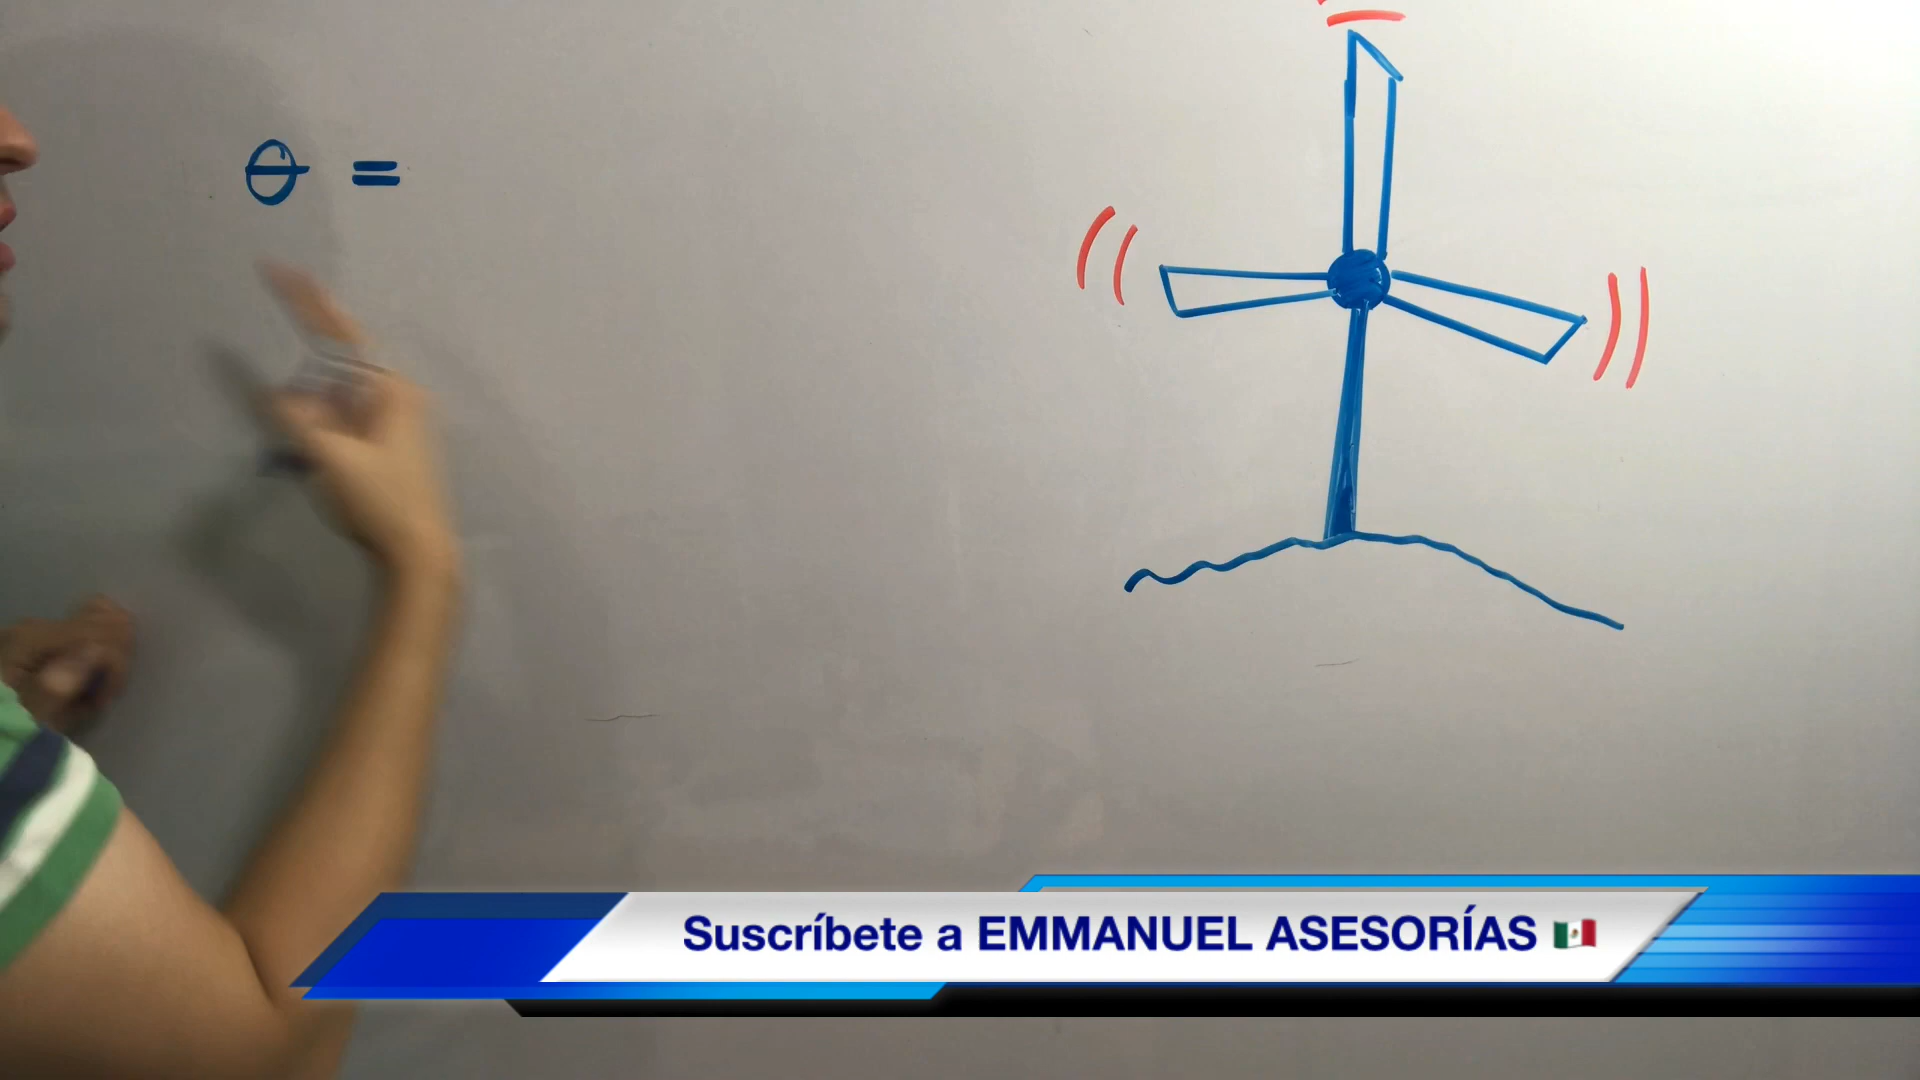 θ =
Suscríbete a EMMANUEL ASESORÍAS 🇲🇽